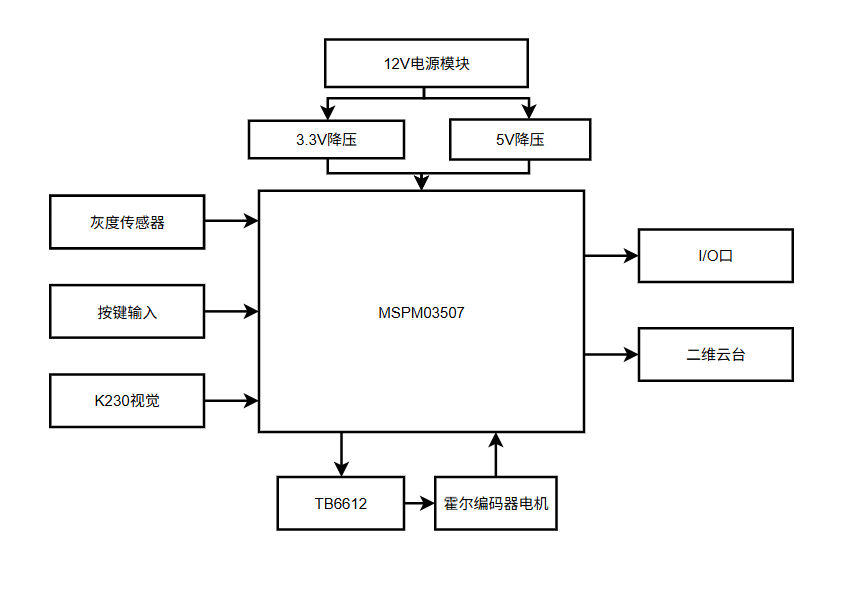 12V电源模块
3.3V降压
5V降压
灰度传感器
按键输入
K230视觉
MSPM03507
I/O口
二维云台
TB6612
霍尔编码器电机